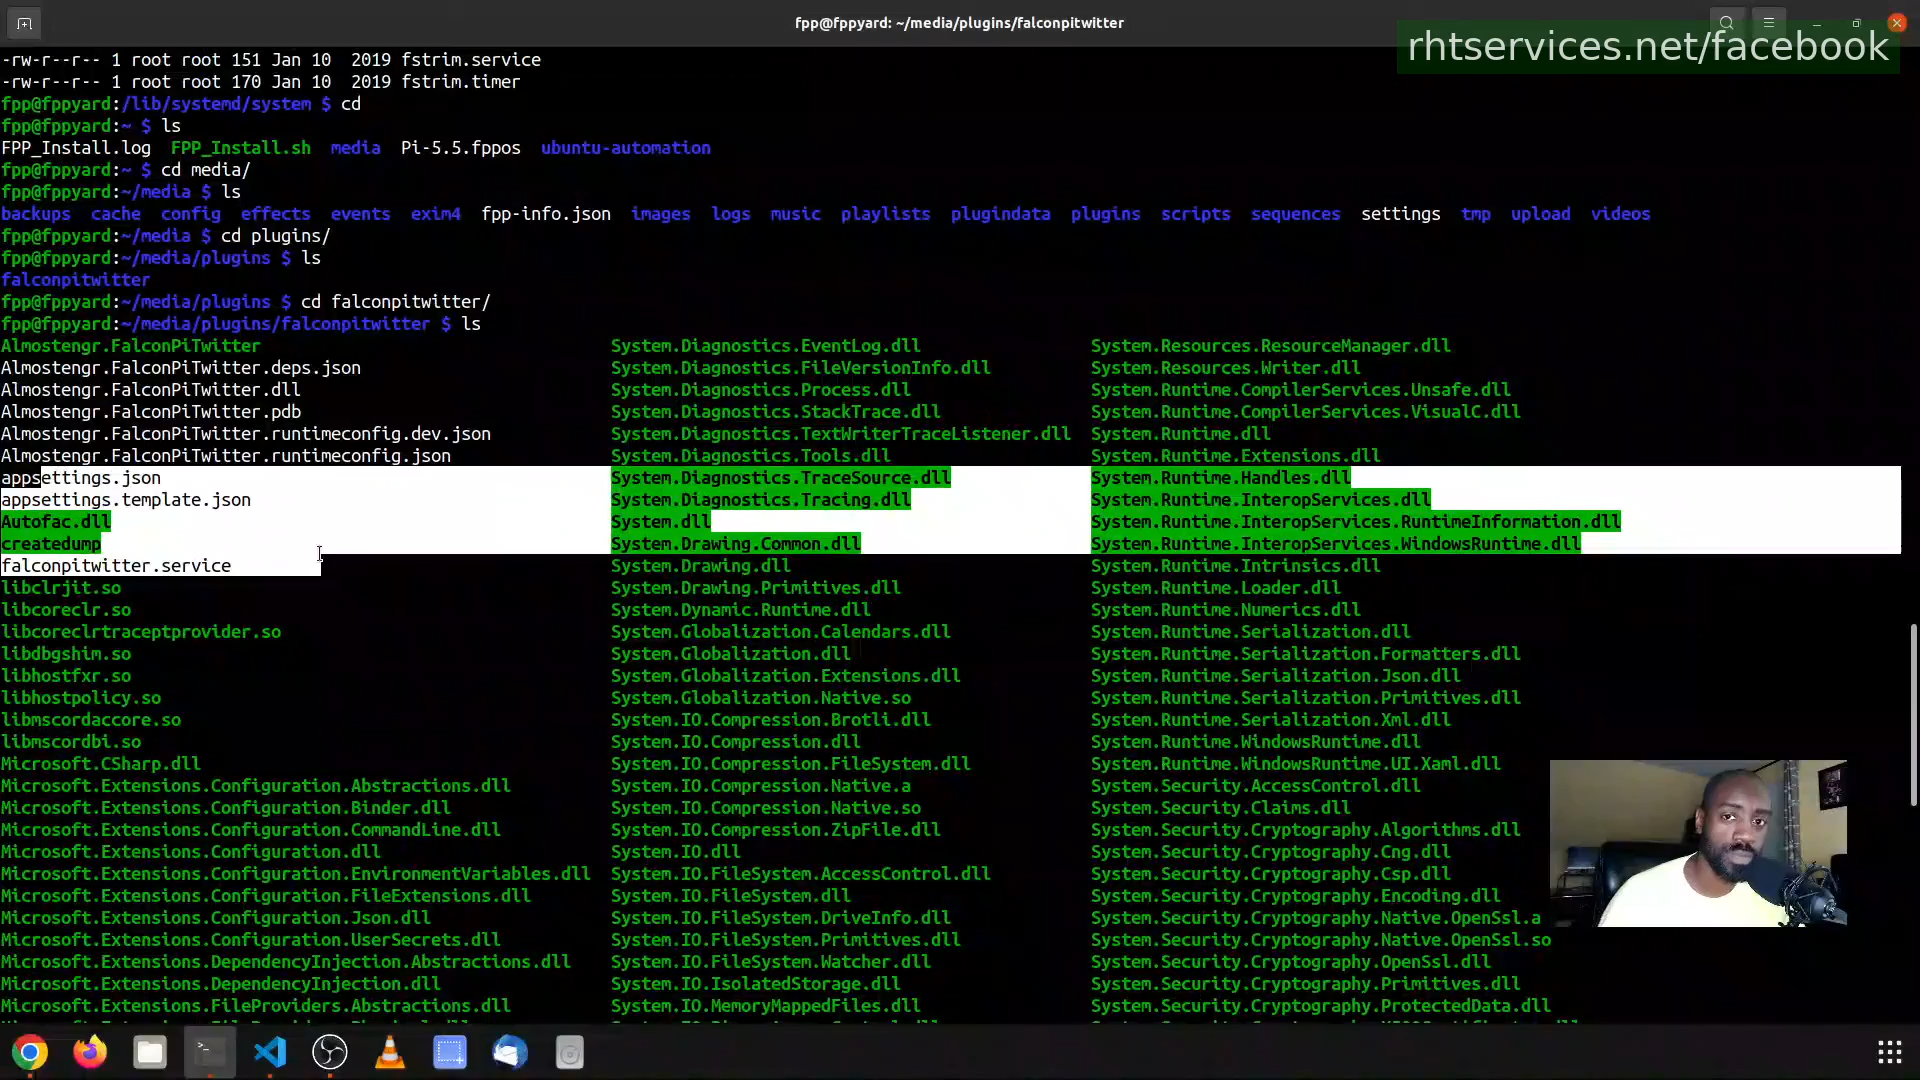 fpp@fppyard: ~/media/plugins/falconpitwitter
rhtservices.net/facebook
-rw-r--r-- 1 root root 151 Jan 10  2019 fstrim.service
-rw-r--r-- 1 root root 170 Jan 10  2019 fstrim.timer
fpp@fppyard:/lib/systemd/system $ cd
fpp@fppyard:~ $ ls
FPP_Install.log  FPP_Install.sh  media  Pi-5.5.fppos  ubuntu-automation
fpp@fppyard:~ $ cd media/
fpp@fppyard:~/media $ ls
backups  cache  config  effects  events  exim4  fpp-info.json  images  logs  music  playlists  plugindata  plugins  scripts  sequences  settings  tmp  upload  videos
fpp@fppyard:~/media $ cd plugins/
fpp@fppyard:~/media/plugins $ ls
falconpitwitter
fpp@fppyard:~/media/plugins $ cd falconpitwitter/
fpp@fppyard:~/media/plugins/falconpitwitter $ ls
Almostengr.FalconPiTwitter  System.Diagnostics.EventLog.dll  System.Resources.ResourceManager.dll
Almostengr.FalconPiTwitter.deps.json  System.Diagnostics.FileVersionInfo.dll  System.Resources.Writer.dll
Almostengr.FalconPiTwitter.dll  System.Diagnostics.Process.dll  System.Runtime.CompilerServices.Unsafe.dll
Almostengr.FalconPiTwitter.pdb  System.Diagnostics.StackTrace.dll  System.Runtime.CompilerServices.VisualC.dll
Almostengr.FalconPiTwitter.runtimeconfig.dev.json  System.Diagnostics.TextWriterTraceListener.dll  System.Runtime.dll
Almostengr.FalconPiTwitter.runtimeconfig.json  System.Diagnostics.Tools.dll  System.Runtime.Extensions.dll
appsettings.json  System.Diagnostics.TraceSource.dll  System.Runtime.Handles.dll
appsettings.template.json  System.Diagnostics.Tracing.dll  System.Runtime.InteropServices.dll
Autofac.dll  System.dll  System.Runtime.InteropServices.RuntimeInformation.dll
createdump  System.Drawing.Common.dll  System.Runtime.InteropServices.WindowsRuntime.dll
falconpitwitter.service  System.Drawing.dll  System.Runtime.Intrinsics.dll
libclrjit.so  System.Drawing.Primitives.dll  System.Runtime.Loader.dll
libcoreclr.so  System.Dynamic.Runtime.dll  System.Runtime.Numerics.dll
libcoreclrtraceptprovider.so  System.Globalization.Calendars.dll  System.Runtime.Serialization.dll
libdbgshim.so  System.Globalization.dll  System.Runtime.Serialization.Formatters.dll
libhostfxr.so  System.Globalization.Extensions.dll  System.Runtime.Serialization.Json.dll
libhostpolicy.so  System.Globalization.Native.so  System.Runtime.Serialization.Primitives.dll
libmscordaccore.so  System.IO.Compression.Brotli.dll  System.Runtime.Serialization.Xml.dll
libmscordbi.so  System.IO.Compression.dll  System.Runtime.WindowsRuntime.dll
Microsoft.CSharp.dll  System.IO.Compression.FileSystem.dll  System.Runtime.WindowsRuntime.UI.Xaml.dll
Microsoft.Extensions.Configuration.Abstractions.dll  System.IO.Compression.Native.a  System.Security.AccessControl.dll
Microsoft.Extensions.Configuration.Binder.dll  System.IO.Compression.Native.so  System.Security.Claims.dll
Microsoft.Extensions.Configuration.CommandLine.dll  System.IO.Compression.ZipFile.dll  System.Security.Cryptography.Algorithms.dll
Microsoft.Extensions.Configuration.dll  System.IO.dll  System.Security.Cryptography.Cng.dll
Microsoft.Extensions.Configuration.EnvironmentVariables.dll  System.IO.FileSystem.AccessControl.dll  System.Security.Cryptography.Csp.dll
Microsoft.Extensions.Configuration.FileExtensions.dll  System.IO.FileSystem.dll  System.Security.Cryptography.Encoding.dll
Microsoft.Extensions.Configuration.Json.dll  System.IO.FileSystem.DriveInfo.dll  System.Security.Cryptography.Native.OpenSsl.a
Microsoft.Extensions.Configuration.UserSecrets.dll  System.IO.FileSystem.Primitives.dll  System.Security.Cryptography.Native.OpenSsl.so
Microsoft.Extensions.DependencyInjection.Abstractions.dll  System.IO.FileSystem.Watcher.dll  System.Security.Cryptography.OpenSsl.dll
Microsoft.Extensions.DependencyInjection.dll  System.IO.IsolatedStorage.dll  System.Security.Cryptography.Primitives.dll
Microsoft.Extensions.FileProviders.Abstractions.dll  System.IO.MemoryMappedFiles.dll  System.Security.Cryptography.ProtectedData.dll